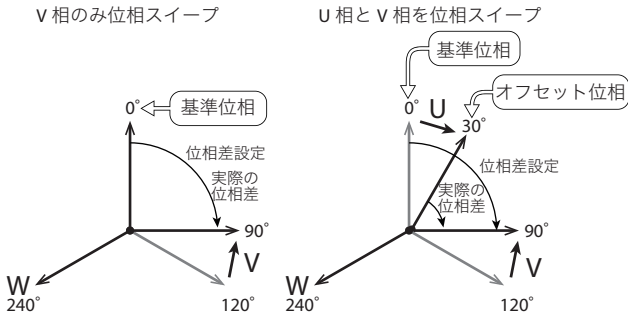 V 相のみ位相スイープ
0°
基準位相
位相差設定
実際の
位相差
90°
V
W
240°
120°
U 相と V 相を位相スイープ
基準位相
0°
U
オフセット位相
30°
位相差設定
実際の
位相差
90°
V
W
240°
120°